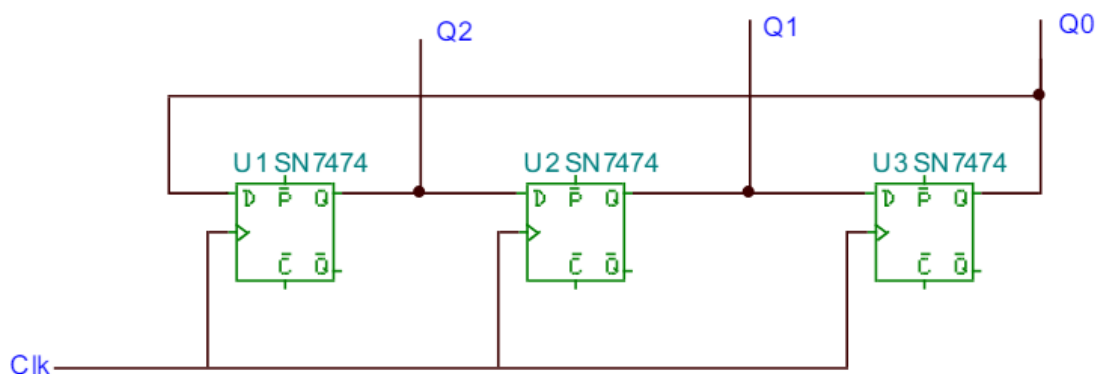 Q2
Q1
Q0
U1 SN7474
U2 SN7474
U3 SN7474
D P̅ Q
D P̅ Q
D P̅ Q
C̅ Q̅
C̅ Q̅
C̅ Q̅
Clk